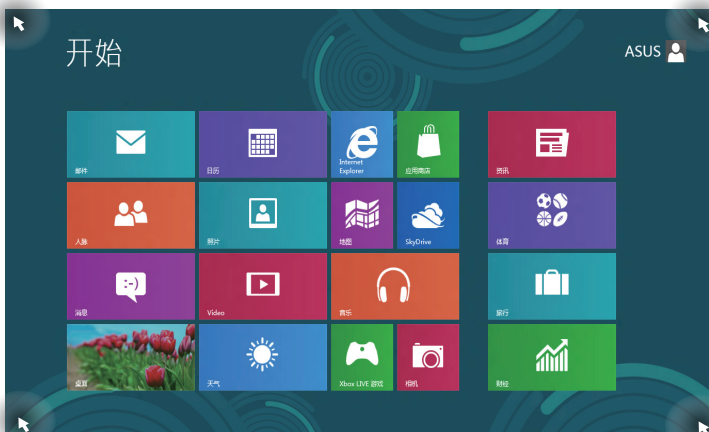 开始
ASUS
邮件
日历
Internet
Explorer
应用商店
资讯
人脉
照片
地图
SkyDrive
体育
:-)
消息
Video
音乐
旅行
桌面
天气
Xbox LIVE 游戏
相机
财经